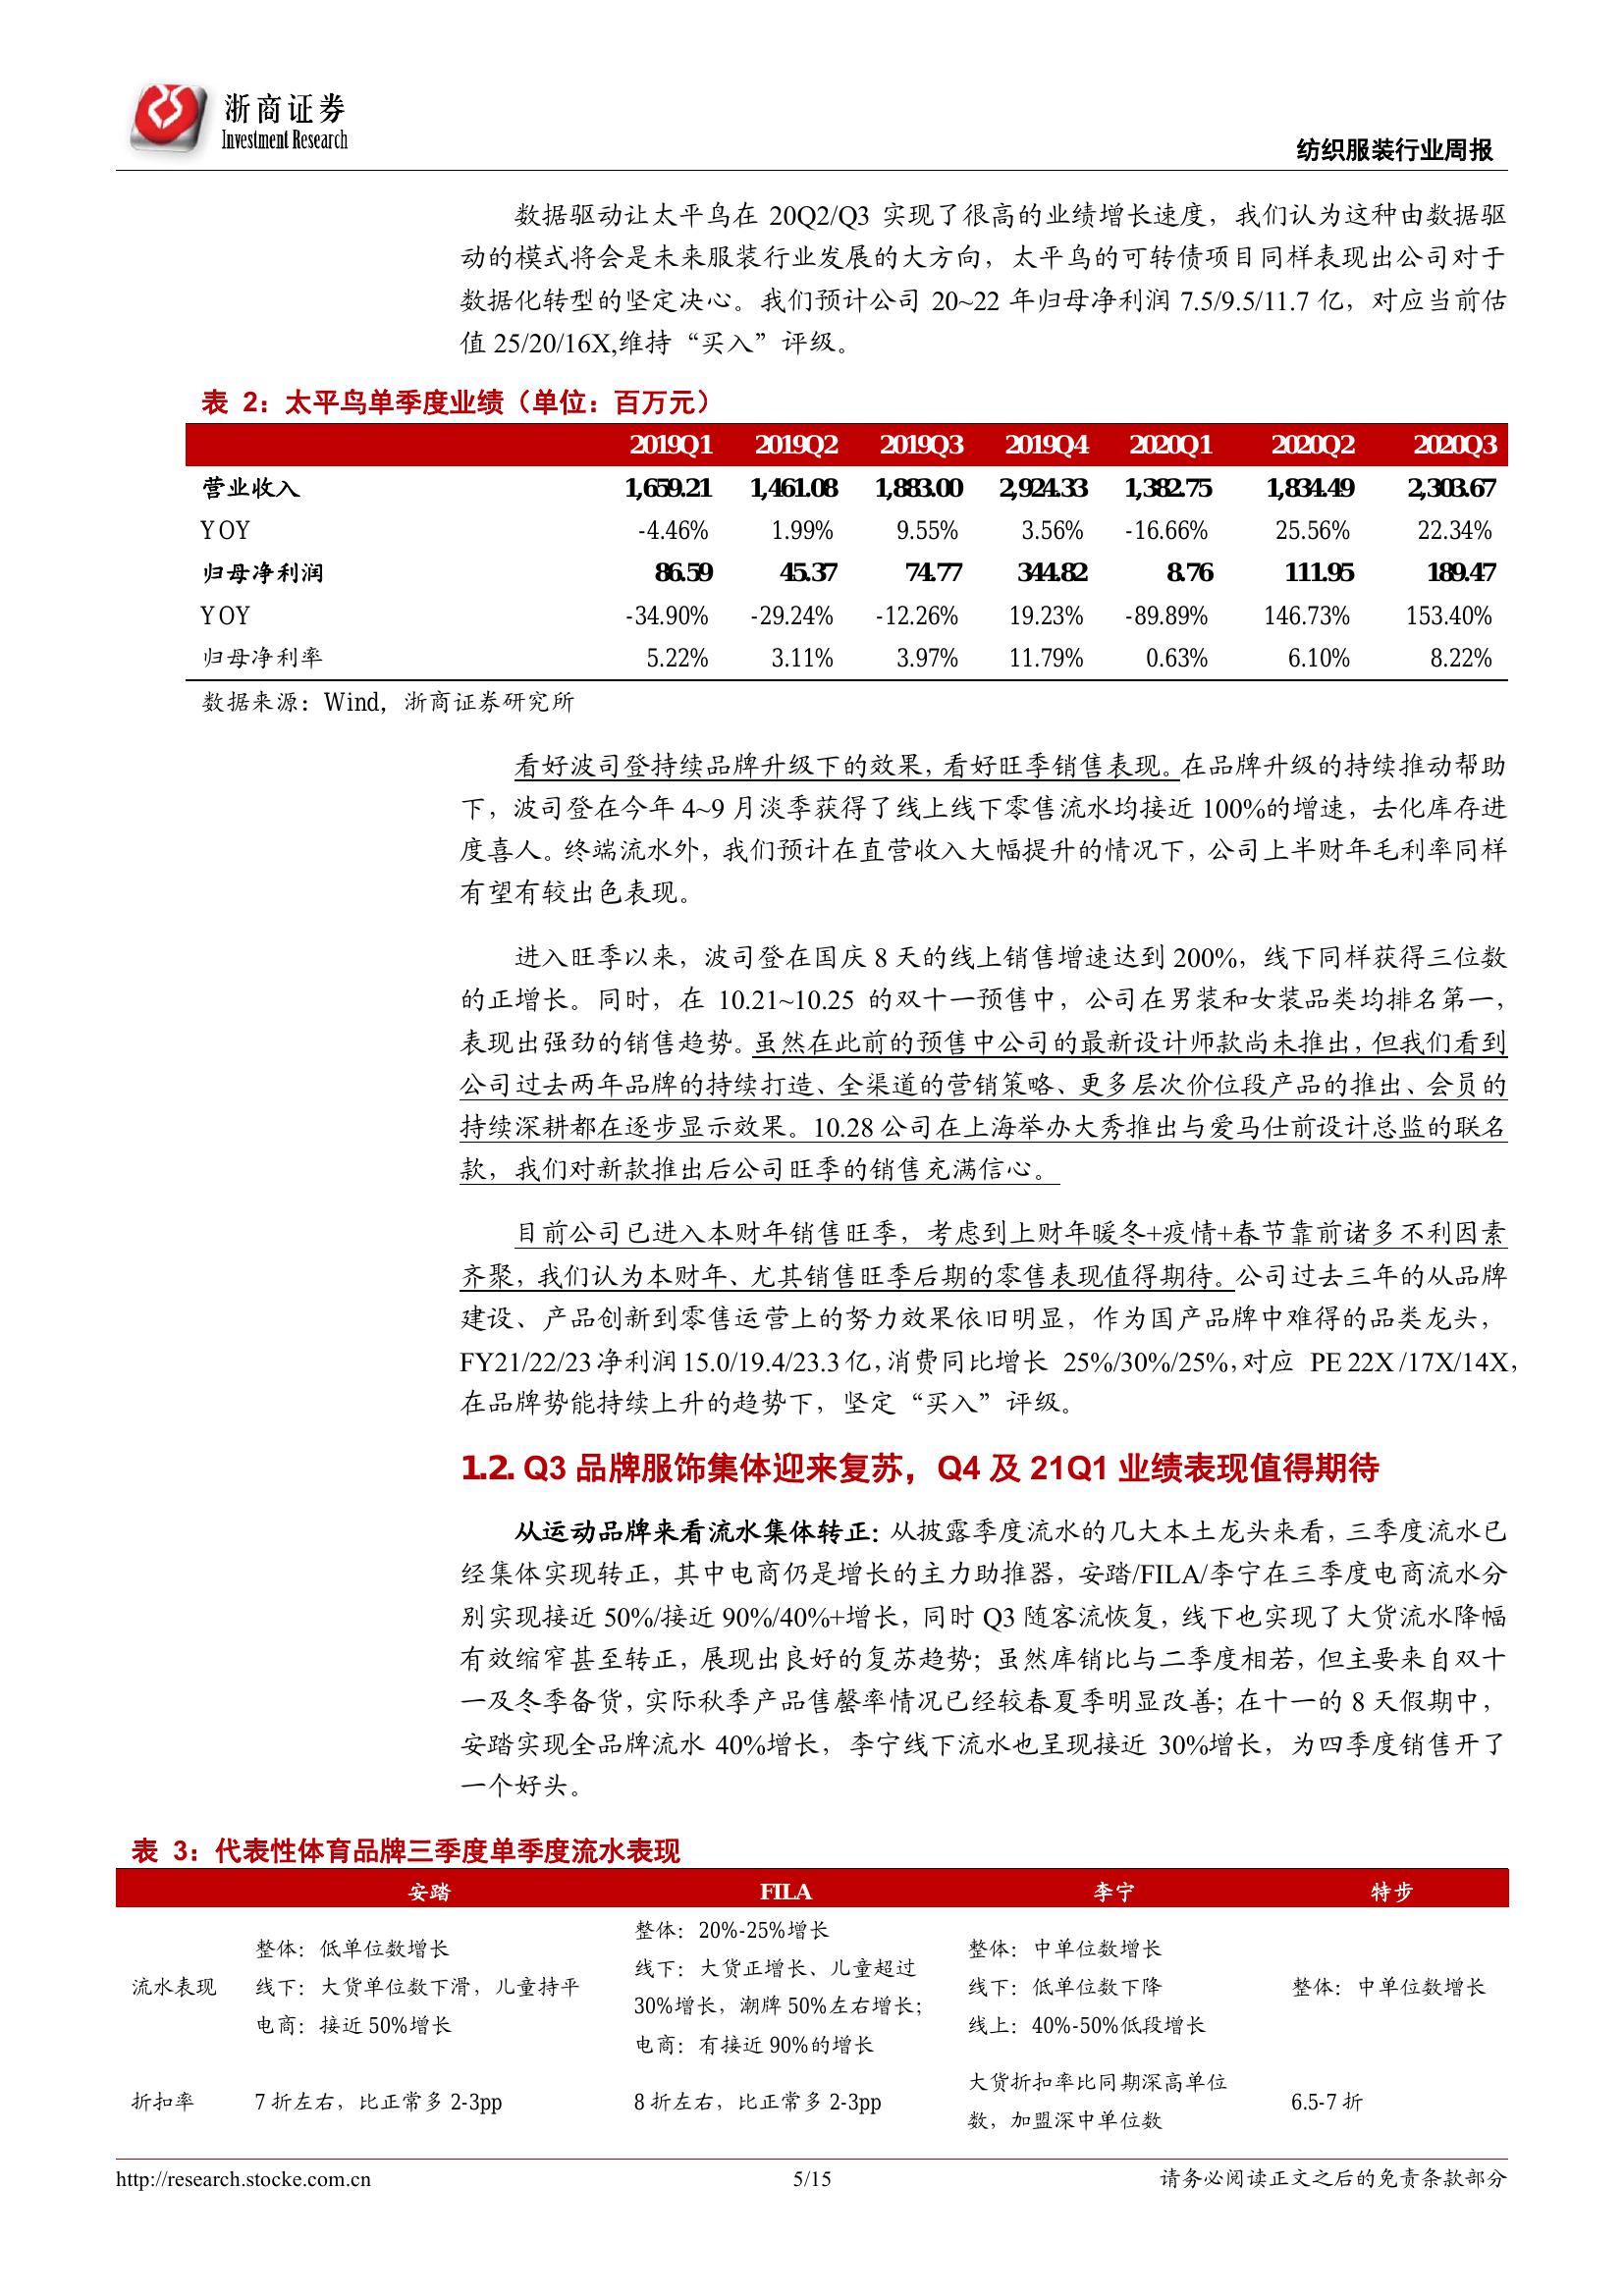 浙商证券
Investment Research
纺织服装行业周报
数据驱动让太平鸟在 20Q2/Q3 实现了很高的业绩增长速度，我们认为这种由数据驱
动的模式将会是未来服装行业发展的大方向，太平鸟的可转债项目同样表现出公司对于
数据化转型的坚定决心。我们预计公司 20~22 年归母净利润 7.5/9.5/11.7 亿，对应当前估
值 25/20/16X,维持“买入”评级。
表 2：太平鸟单季度业绩（单位：百万元）
2019Q1 2019Q2 2019Q3 2019Q4 2020Q1 2020Q2 2020Q3
营业收入 1,659.21 1,461.08 1,883.00 2,924.33 1,382.75 1,834.49 2,303.67
YOY -4.46% 1.99% 9.55% 3.56% -16.66% 25.56% 22.34%
归母净利润 86.59 45.37 74.77 344.82 8.76 111.95 189.47
YOY -34.90% -29.24% -12.26% 19.23% -89.89% 146.73% 153.40%
归母净利率 5.22% 3.11% 3.97% 11.79% 0.63% 6.10% 8.22%
数据来源：Wind，浙商证券研究所
看好波司登持续品牌升级下的效果，看好旺季销售表现。在品牌升级的持续推动帮助
下，波司登在今年 4~9 月淡季获得了线上线下零售流水均接近 100%的增速，去化库存进
度喜人。终端流水外，我们预计在直营收入大幅提升的情况下，公司上半财年毛利率同样
有望有较出色表现。
进入旺季以来，波司登在国庆 8 天的线上销售增速达到 200%，线下同样获得三位数
的正增长。同时，在 10.21~10.25 的双十一预售中，公司在男装和女装品类均排名第一，
表现出强劲的销售趋势。虽然在此前的预售中公司的最新设计师款尚未推出，但我们看到
公司过去两年品牌的持续打造、全渠道的营销策略、更多层次价位段产品的推出、会员的
持续深耕都在逐步显示效果。10.28 公司在上海举办大秀推出与爱马仕前设计总监的联名
款，我们对新款推出后公司旺季的销售充满信心。
目前公司已进入本财年销售旺季，考虑到上财年暖冬+疫情+春节靠前诸多不利因素
齐聚，我们认为本财年、尤其销售旺季后期的零售表现值得期待。公司过去三年的从品牌
建设、产品创新到零售运营上的努力效果依旧明显，作为国产品牌中难得的品类龙头，
FY21/22/23 净利润 15.0/19.4/23.3 亿，消费同比增长 25%/30%/25%，对应 PE 22X /17X/14X，
在品牌势能持续上升的趋势下，坚定“买入”评级。
1.2. Q3 品牌服饰集体迎来复苏，Q4 及 21Q1 业绩表现值得期待
从运动品牌来看流水集体转正：从披露季度流水的几大本土龙头来看，三季度流水已
经集体实现转正，其中电商仍是增长的主力助推器，安踏/FILA/李宁在三季度电商流水分
别实现接近 50%/接近 90%/40%+增长，同时 Q3 随客流恢复，线下也实现了大货流水降幅
有效缩窄甚至转正，展现出良好的复苏趋势；虽然库销比与二季度相若，但主要来自双十
一及冬季备货，实际秋季产品售罄率情况已经较春夏季明显改善；在十一的 8 天假期中，
安踏实现全品牌流水 40%增长，李宁线下流水也呈现接近 30%增长，为四季度销售开了
一个好头。
表 3：代表性体育品牌三季度单季度流水表现
安踏 FILA 李宁 特步
流水表现
整体：低单位数增长
线下：大货单位数下滑，儿童持平
电商：接近 50%增长
整体：20%-25%增长
线下：大货正增长、儿童超过
30%增长，潮牌 50%左右增长；
电商：有接近 90%的增长
整体：中单位数增长
线下：低单位数下降
线上：40%-50%低段增长
整体：中单位数增长
折扣率
7 折左右，比正常多 2-3pp
8 折左右，比正常多 2-3pp
大货折扣率比同期深高单位
数，加盟深中单位数
6.5-7 折
http://research.stocke.com.cn 5/15 请务必阅读正文之后的免责条款部分